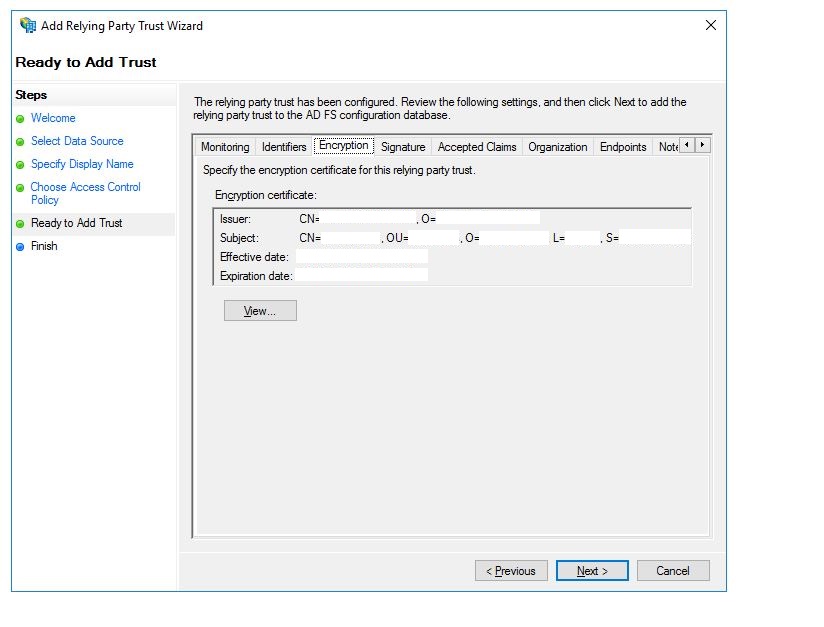 Add Relying Party Trust Wizard
Ready to Add Trust
Steps
Welcome
Select Data Source
Specify Display Name
Choose Access Control
Policy
Ready to Add Trust
Finish
The relying party trust has been configured. Review the following settings, and then click Next to add the
relying party trust to the AD FS configuration database.
Monitoring Identifiers Encryption Signature Accepted Claims Organization Endpoints Note
Specify the encryption certificate for this relying party trust.
Encryption certificate:
Issuer: CN= , O=
Subject: CN= , OU= , O= L= , S=
Effective date:
Expiration date:
View...
< Previous Next > Cancel